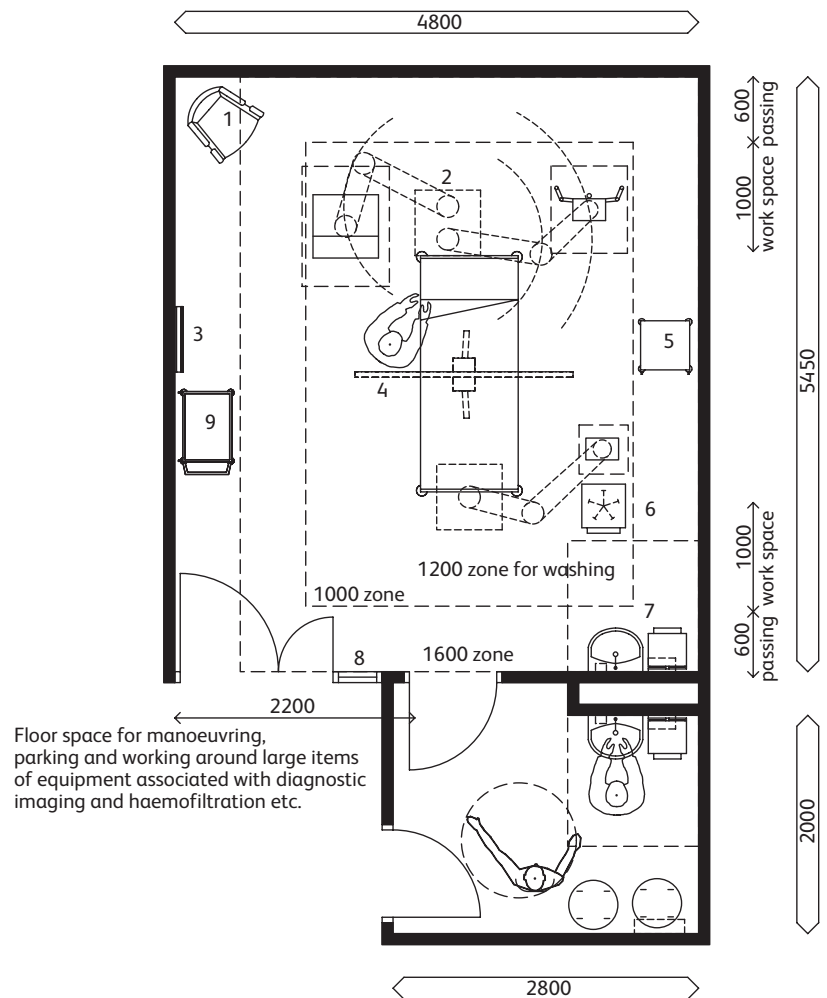 4800
1
2
600
passing
1000
work space
3
4
5
9
5450
6
1000
work space
1200 zone for washing
1000 zone
7
600
passing
8
1600 zone
2200
Floor space for manoeuvring,
parking and working around large items
of equipment associated with diagnostic
imaging and haemofiltration etc.
2000
2800